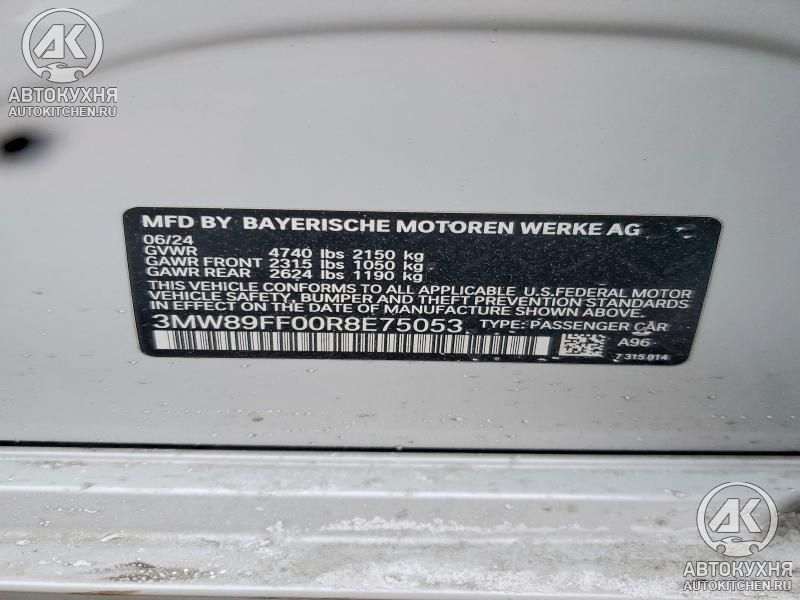 AK
АВТОКУХНЯ
AUTOKITCHEN.RU
MFD BY BAYERISCHE MOTOREN WERKE AG
06/24
GVWR 4740 lbs 2150 kg
GAWR FRONT 2315 lbs 1050 kg
GAWR REAR 2624 lbs 1190 kg
THIS VEHICLE CONFORMS TO ALL APPLICABLE U.S.FEDERAL MOTOR
VEHICLE SAFETY, BUMPER AND THEFT PREVENTION STANDARDS
IN EFFECT ON THE DATE OF MANUFACTURE SHOWN ABOVE.
3MW89FF00R8E75053 TYPE: PASSENGER CAR
A96
7 315 814
AK
АВТОКУХНЯ
AUTOKITCHEN.RU